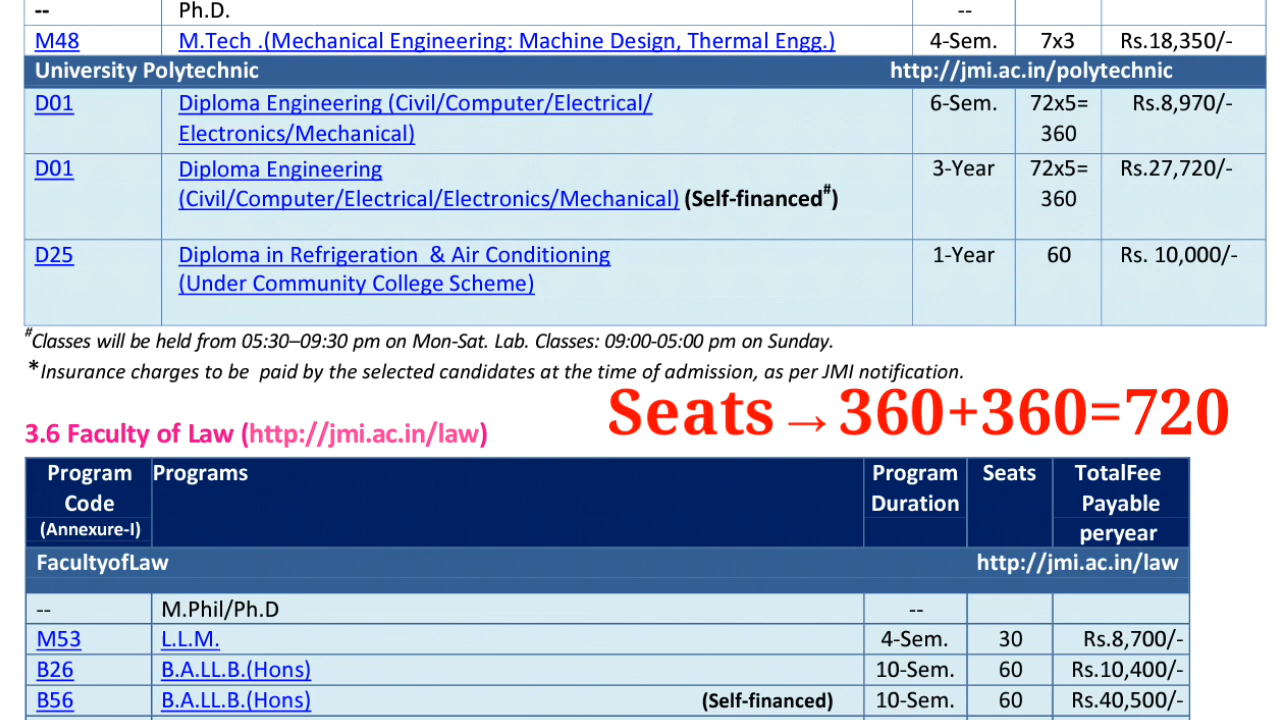 -- Ph.D. --
M48 M.Tech .(Mechanical Engineering: Machine Design, Thermal Engg.) 4-Sem. 7x3 Rs.18,350/-
University Polytechnic http://jmi.ac.in/polytechnic
D01 Diploma Engineering (Civil/Computer/Electrical/ 6-Sem. 72x5= Rs.8,970/-
Electronics/Mechanical) 360
D01 Diploma Engineering 3-Year 72x5= Rs.27,720/-
(Civil/Computer/Electrical/Electronics/Mechanical) (Self-financed#) 360
D25 Diploma in Refrigeration & Air Conditioning 1-Year 60 Rs. 10,000/-
(Under Community College Scheme)
#Classes will be held from 05:30–09:30 pm on Mon-Sat. Lab. Classes: 09:00-05:00 pm on Sunday.
*Insurance charges to be paid by the selected candidates at the time of admission, as per JMI notification.
Seats→360+360=720
3.6 Faculty of Law (http://jmi.ac.in/law)
Program Programs Program Seats TotalFee
Code Duration Payable
(Annexure-I) peryear
FacultyofLaw http://jmi.ac.in/law
-- M.Phil/Ph.D --
M53 L.L.M. 4-Sem. 30 Rs.8,700/-
B26 B.A.LL.B.(Hons) 10-Sem. 60 Rs.10,400/-
B56 B.A.LL.B.(Hons) (Self-financed) 10-Sem. 60 Rs.40,500/-